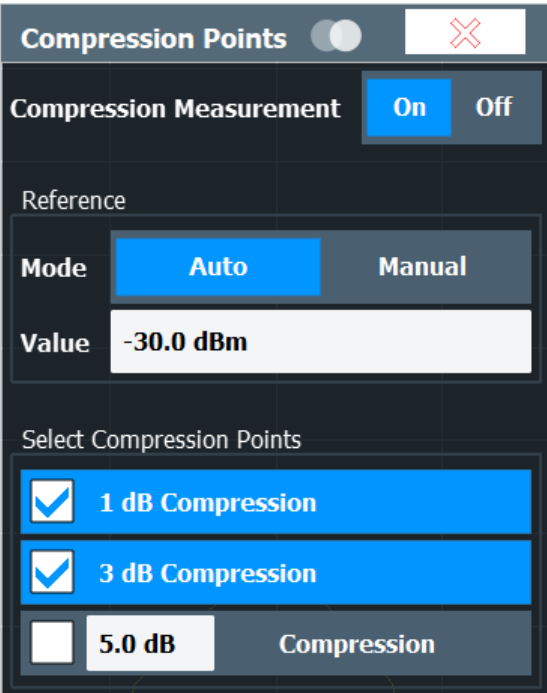 Compression Points
Compression Measurement On Off
Reference
Mode Auto Manual
Value -30.0 dBm
Select Compression Points
1 dB Compression
3 dB Compression
5.0 dB Compression